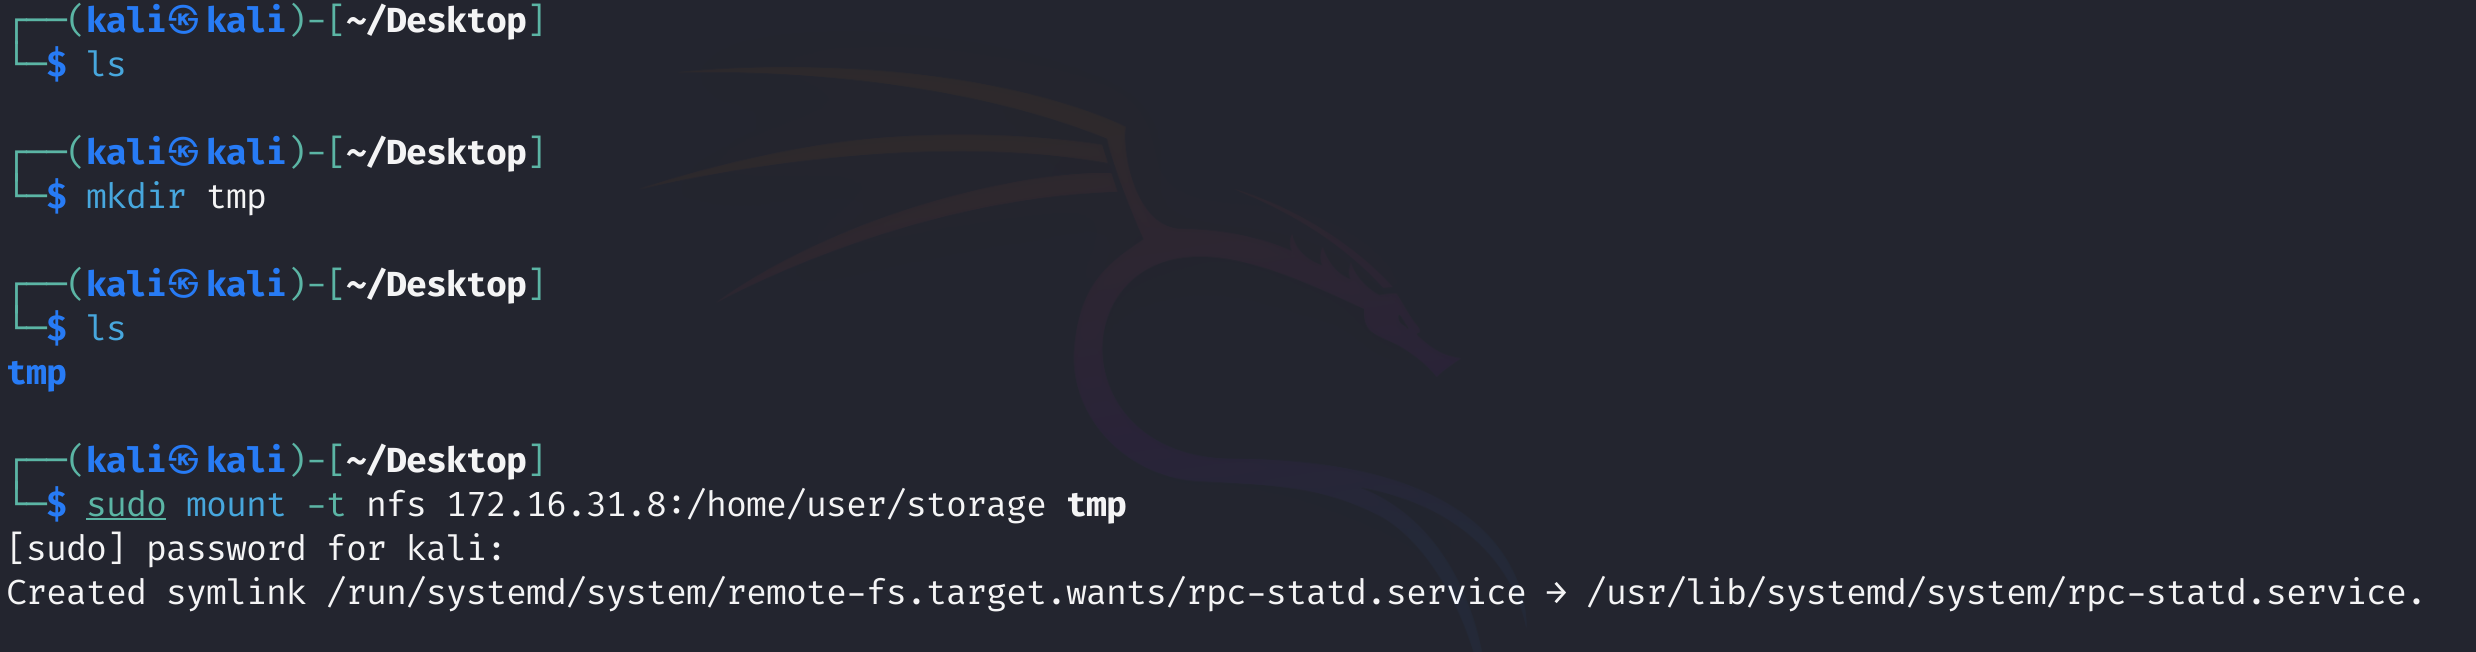 ┌──(kali㉿kali)-[~/Desktop]
└─$ ls
┌──(kali㉿kali)-[~/Desktop]
└─$ mkdir tmp
┌──(kali㉿kali)-[~/Desktop]
└─$ ls
tmp
┌──(kali㉿kali)-[~/Desktop]
└─$ sudo mount -t nfs 172.16.31.8:/home/user/storage tmp
[sudo] password for kali:
Created symlink /run/systemd/system/remote-fs.target.wants/rpc-statd.service → /usr/lib/systemd/system/rpc-statd.service.